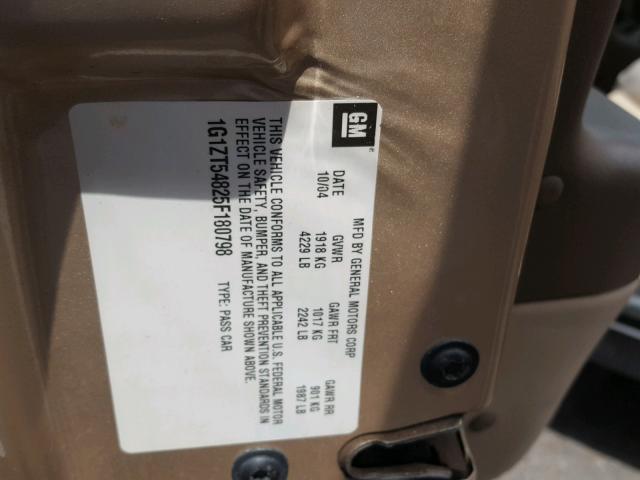 GM
MFD BY GENERAL MOTORS CORP
DATE GVWR GAWR FRT GAWR RR
10/04 1918 KG 1017 KG 901 KG
4229 LB 2242 LB 1987 LB
THIS VEHICLE CONFORMS TO ALL APPLICABLE U.S. FEDERAL MOTOR
VEHICLE SAFETY, BUMPER, AND THEFT PREVENTION STANDARDS IN
EFFECT ON THE DATE OF MANUFACTURE SHOWN ABOVE.
1G1ZT54825F180798 TYPE: PASS CAR